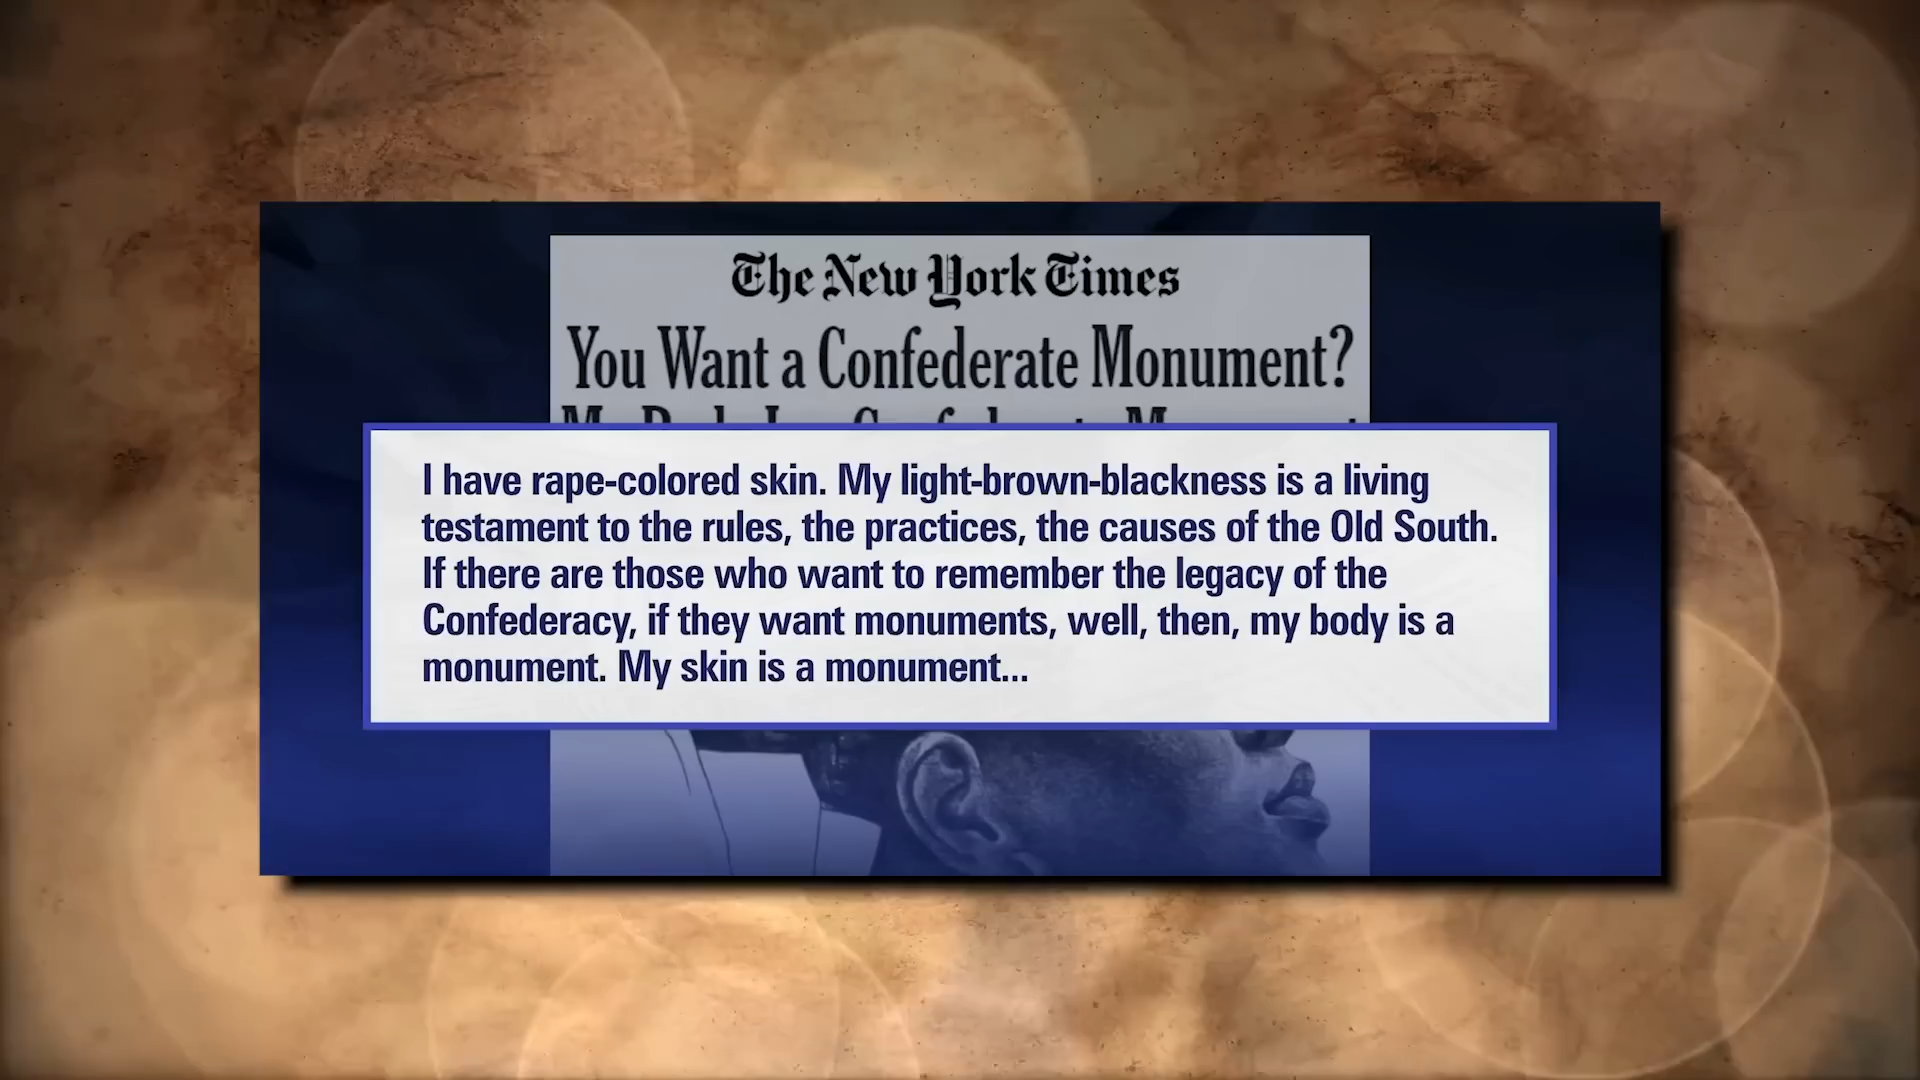 The New York Times
You Want a Confederate Monument?
I have rape-colored skin. My light-brown-blackness is a living
testament to the rules, the practices, the causes of the Old South.
If there are those who want to remember the legacy of the
Confederacy, if they want monuments, well, then, my body is a
monument. My skin is a monument...